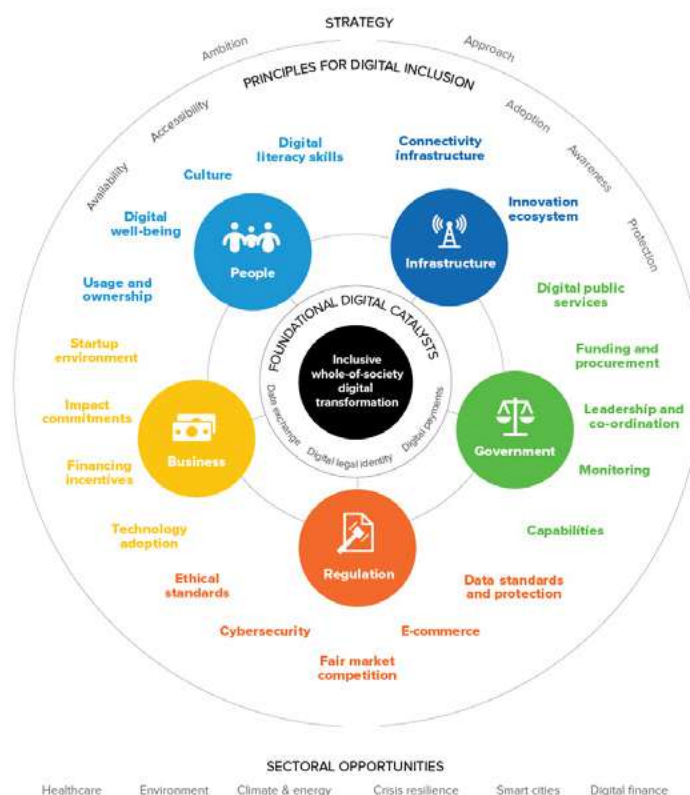 STRATEGY
Ambition
Approach
PRINCIPLES FOR DIGITAL INCLUSION
Availability
Accessibility
Adoption
Awareness
Protection
Digital
literacy skills
Culture
Digital
well-being
Usage and
ownership
People
Connectivity
infrastructure
Innovation
ecosystem
Infrastructure
Digital public
services
Funding and
procurement
Leadership and
co-ordination
Monitoring
Capabilities
Government
FOUNDATIONAL DIGITAL CATALYSTS
Inclusive
whole-of-society
digital
transformation
Data exchange
Digital legal identity
Digital payments
Startup
environment
Impact
commitments
Financing
incentives
Technology
adoption
Business
Regulation
Ethical
standards
Cybersecurity
Fair market
competition
E-commerce
Data standards
and protection
SECTORAL OPPORTUNITIES
Healthcare
Environment
Climate & energy
Crisis resilience
Smart cities
Digital finance